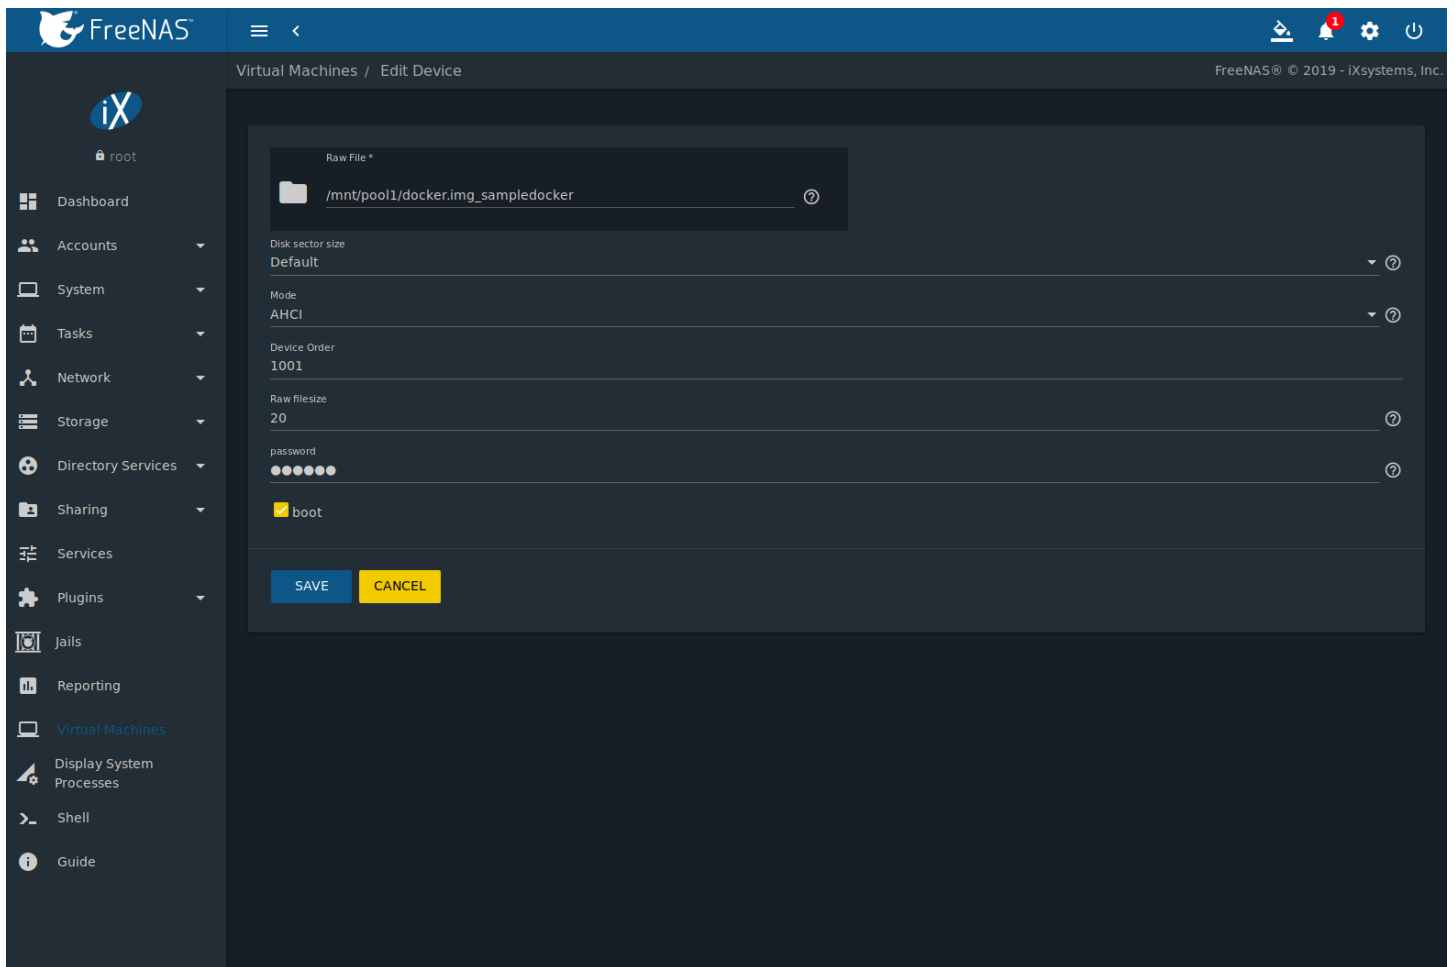 FreeNAS®
1
Virtual Machines / Edit Device
FreeNAS® © 2019 - iXsystems, Inc.
iX
root
Dashboard
Accounts
System
Tasks
Network
Storage
Directory Services
Sharing
Services
Plugins
Jails
Reporting
Virtual Machines
Display System
Processes
Shell
Guide
Raw File *
/mnt/pool1/docker.img_sampledocker
Disk sector size
Default
Mode
AHCI
Device Order
1001
Raw filesize
20
password
●●●●●●
boot
SAVE
CANCEL